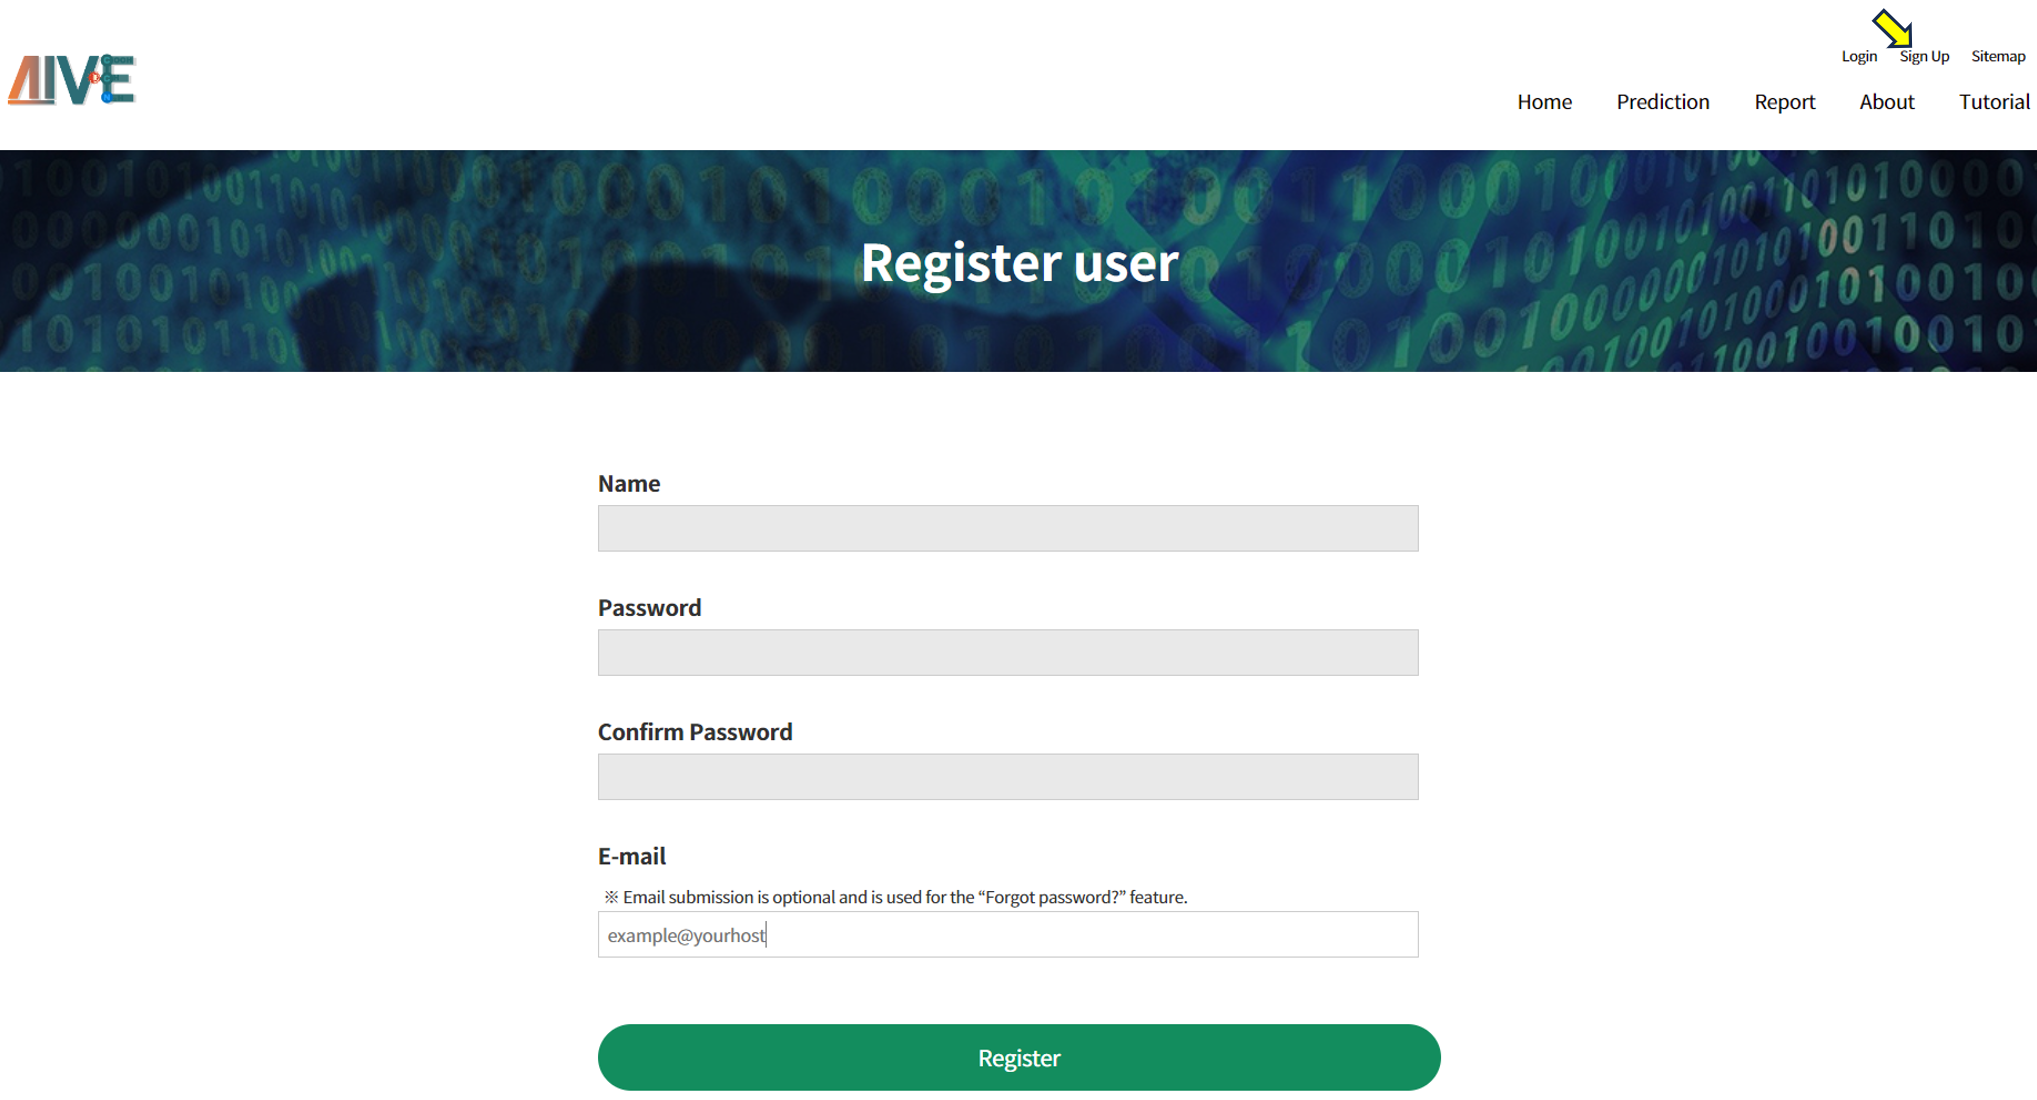 AIVE
Login Sign Up Sitemap
Home Prediction Report About Tutorial
Register user
Name
Password
Confirm Password
E-mail
※ Email submission is optional and is used for the “Forgot password?” feature.
example@yourhost
Register